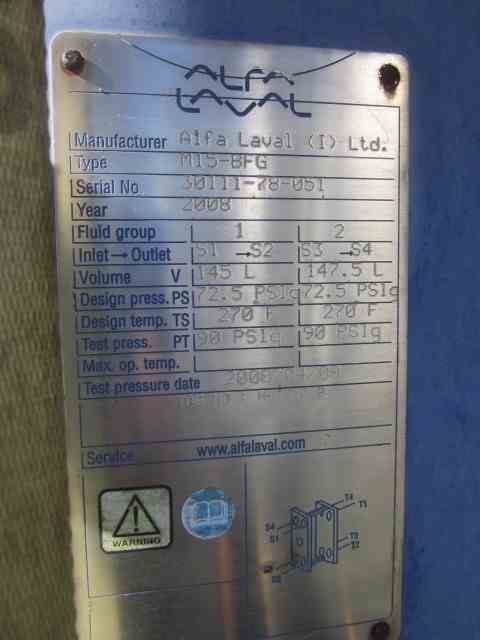 ALFA
LAVAL
Manufacturer Alfa Laval (I) Ltd.
Type M15-BFG
Serial No. 30111-78-051
Year 2008
Fluid group 1 2
Inlet→Outlet S1 →S2 S3 →S4
Volume V 145 L 147.5 L
Design press. PS 72.5 PSIg 72.5 PSIg
Design temp. TS 270 F 270 F
Test press. PT 90 PSIg 90 PSIg
Max. op. temp.
Test pressure date
Service www.alfalaval.com
WARNING
T4
T1
S4
S1